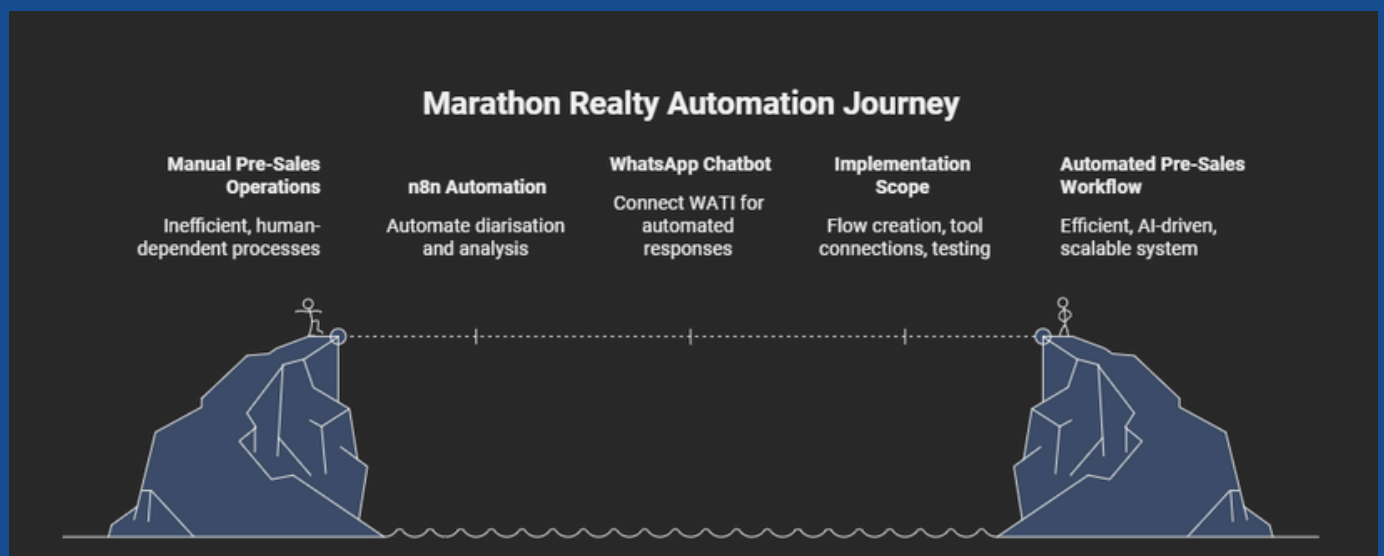 Marathon Realty Automation Journey
Manual Pre-Sales
Operations
Inefficient, human-
dependent processes
n8n Automation
Automate diarisation
and analysis
WhatsApp Chatbot
Connect WATI for
automated
responses
Implementation
Scope
Flow creation, tool
connections, testing
Automated Pre-Sales
Workflow
Efficient, AI-driven,
scalable system